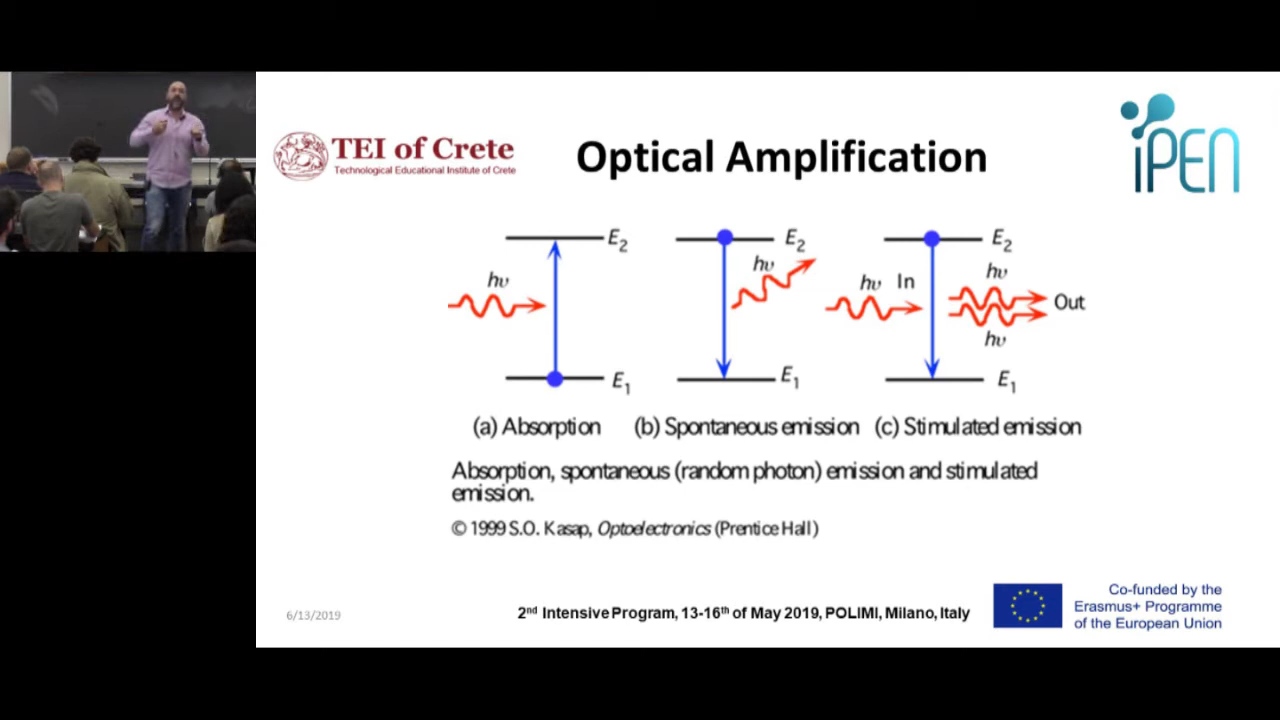 TEI of Crete
Technological Educational Institute of Crete
Optical Amplification
iPEN
E2
hυ
E1
(a) Absorption
E2
hυ
E1
(b) Spontaneous emission
E2
hυ In
hυ
Out
hυ
E1
(c) Stimulated emission
Absorption, spontaneous (random photon) emission and stimulated
emission.
© 1999 S.O. Kasap, Optoelectronics (Prentice Hall)
6/13/2019
2nd Intensive Program, 13-16th of May 2019, POLIMI, Milano, Italy
Co-funded by the
Erasmus+ Programme
of the European Union